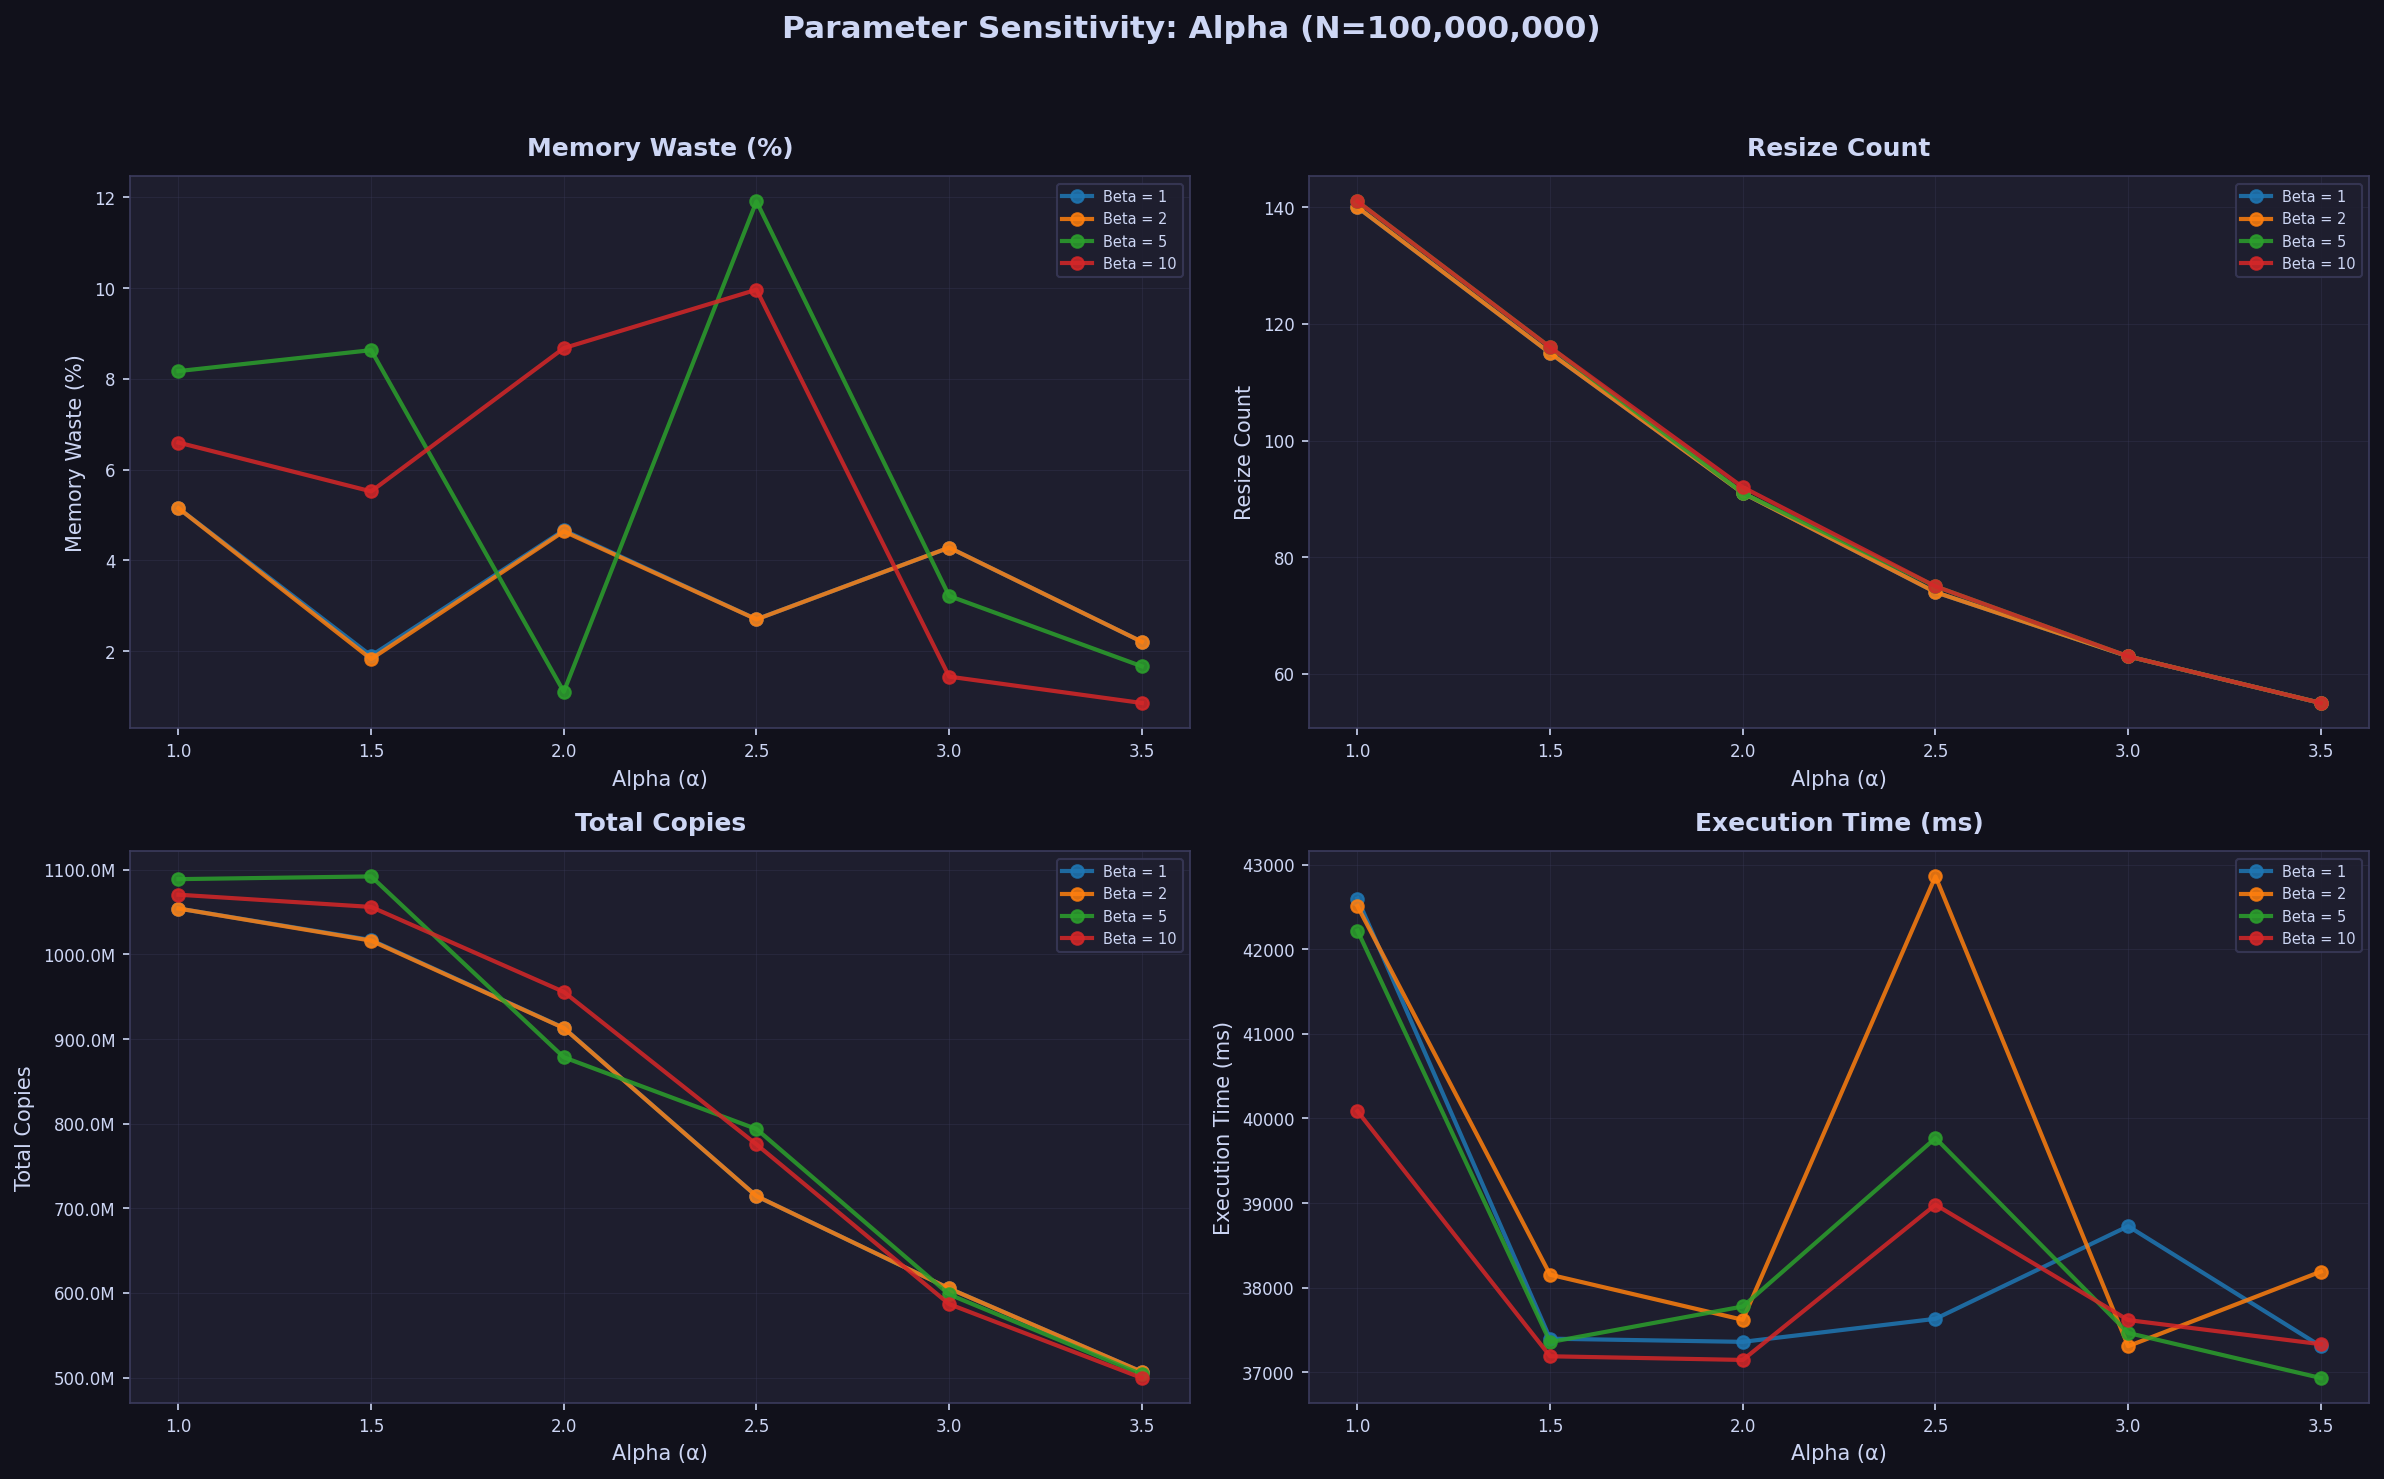 Parameter Sensitivity: Alpha (N=100,000,000)
Memory Waste (%)
Memory Waste (%)
12
10
8
6
4
2
1.0 1.5 2.0 2.5 3.0 3.5
Alpha (α)
Beta = 1
Beta = 2
Beta = 5
Beta = 10
Resize Count
Resize Count
140
120
100
80
60
1.0 1.5 2.0 2.5 3.0 3.5
Alpha (α)
Beta = 1
Beta = 2
Beta = 5
Beta = 10
Total Copies
Total Copies
1100.0M
1000.0M
900.0M
800.0M
700.0M
600.0M
500.0M
1.0 1.5 2.0 2.5 3.0 3.5
Alpha (α)
Beta = 1
Beta = 2
Beta = 5
Beta = 10
Execution Time (ms)
Execution Time (ms)
43000
42000
41000
40000
39000
38000
37000
1.0 1.5 2.0 2.5 3.0 3.5
Alpha (α)
Beta = 1
Beta = 2
Beta = 5
Beta = 10